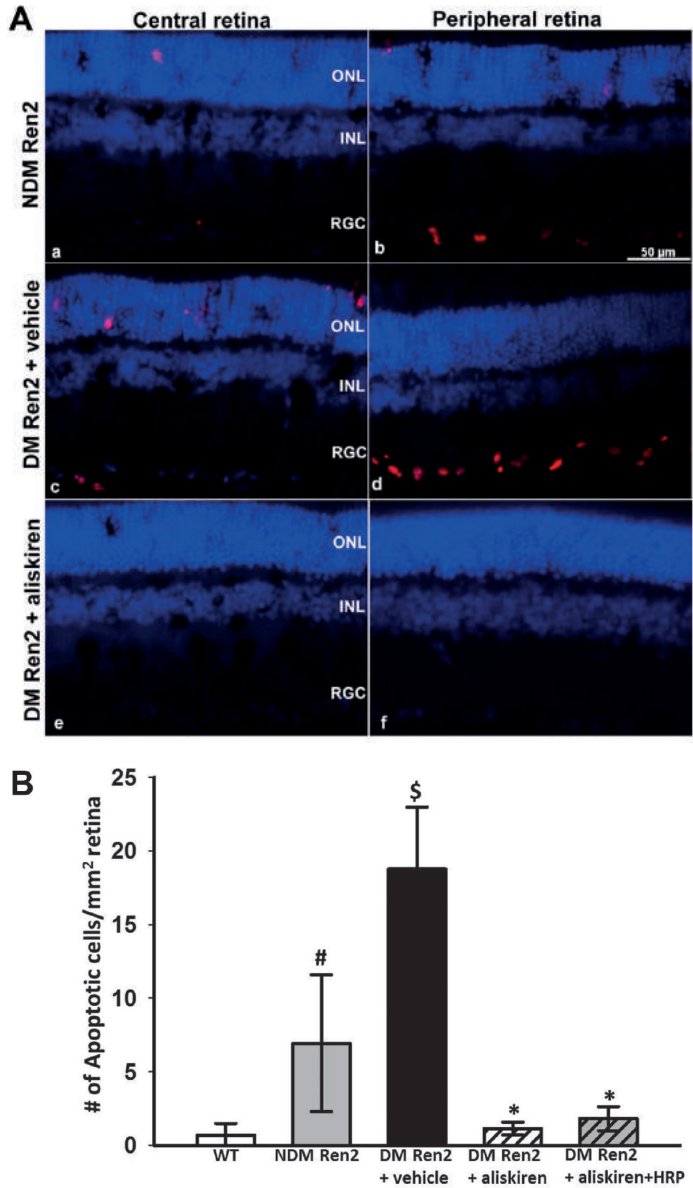 A
Central retina Peripheral retina
NDM Ren2
ONL
INL
RGC
a
b
50 µm
DM Ren2 + vehicle
ONL
INL
RGC
c
d
DM Ren2 + aliskiren
ONL
INL
RGC
e
f
B
# of Apoptotic cells/mm² retina
25
20
15
10
5
0
#
$
*
*
WT NDM Ren2 DM Ren2 DM Ren2 DM Ren2
+ vehicle + aliskiren + aliskiren+HRP